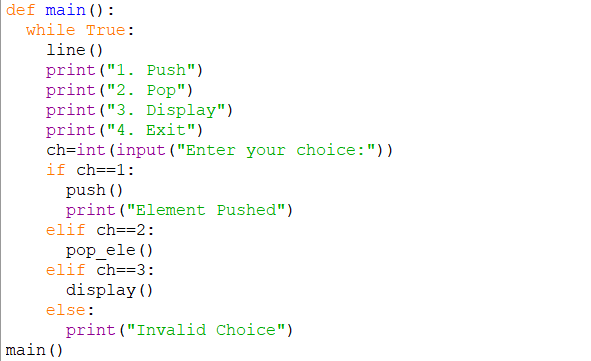 def main():
  while True:
    line()
    print("1. Push")
    print("2. Pop")
    print("3. Display")
    print("4. Exit")
    ch=int(input("Enter your choice:"))
    if ch==1:
      push()
      print("Element Pushed")
    elif ch==2:
      pop_ele()
    elif ch==3:
      display()
    else:
      print("Invalid Choice")
main()